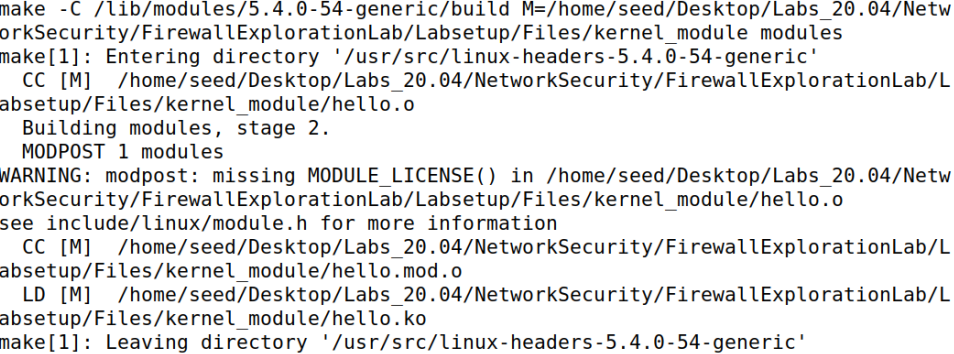 make -C /lib/modules/5.4.0-54-generic/build M=/home/seed/Desktop/Labs_20.04/Netw
orkSecurity/FirewallExplorationLab/Labsetup/Files/kernel_module modules
make[1]: Entering directory '/usr/src/linux-headers-5.4.0-54-generic'
  CC [M]  /home/seed/Desktop/Labs_20.04/NetworkSecurity/FirewallExplorationLab/L
absetup/Files/kernel_module/hello.o
  Building modules, stage 2.
  MODPOST 1 modules
WARNING: modpost: missing MODULE_LICENSE() in /home/seed/Desktop/Labs_20.04/Netw
orkSecurity/FirewallExplorationLab/Labsetup/Files/kernel_module/hello.o
see include/linux/module.h for more information
  CC [M]  /home/seed/Desktop/Labs_20.04/NetworkSecurity/FirewallExplorationLab/L
absetup/Files/kernel_module/hello.mod.o
  LD [M]  /home/seed/Desktop/Labs_20.04/NetworkSecurity/FirewallExplorationLab/L
absetup/Files/kernel_module/hello.ko
make[1]: Leaving directory '/usr/src/linux-headers-5.4.0-54-generic'